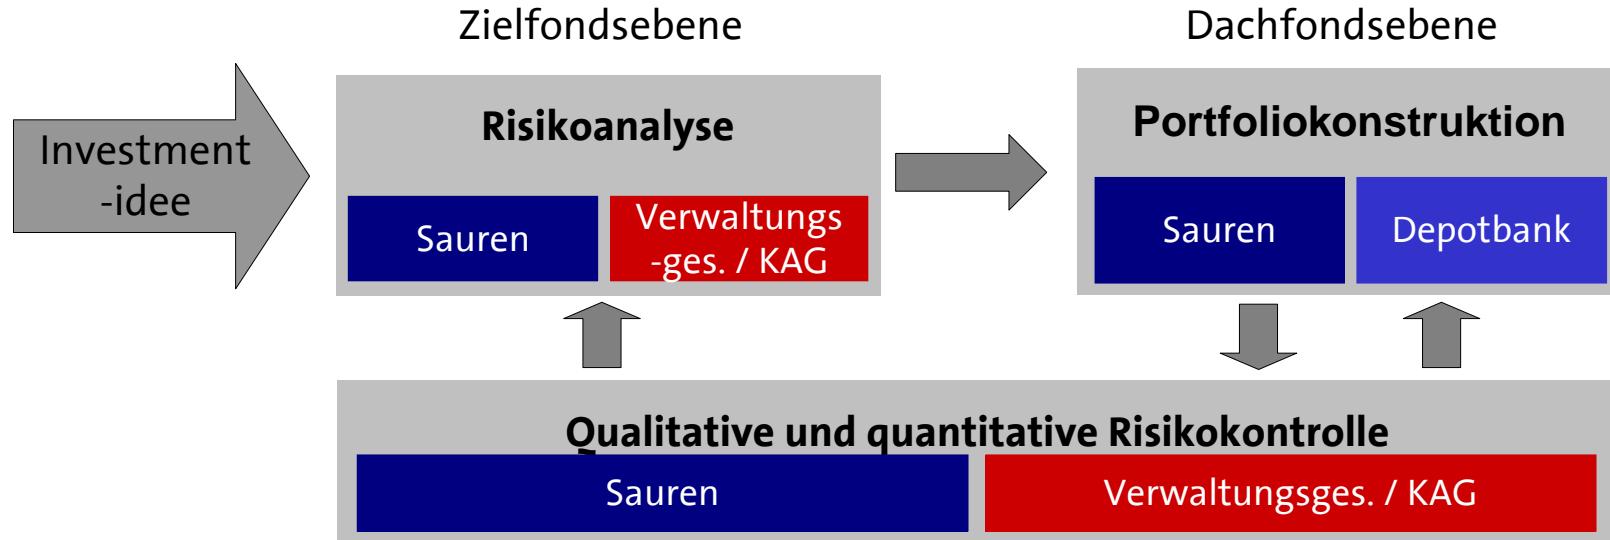 Zielfondsebene
Dachfondsebene
Investment
-idee
Risikoanalyse
Sauren
Verwaltungs
-ges. / KAG
Portfoliokonstruktion
Sauren
Depotbank
Qualitative und quantitative Risikokontrolle
Sauren
Verwaltungsges. / KAG